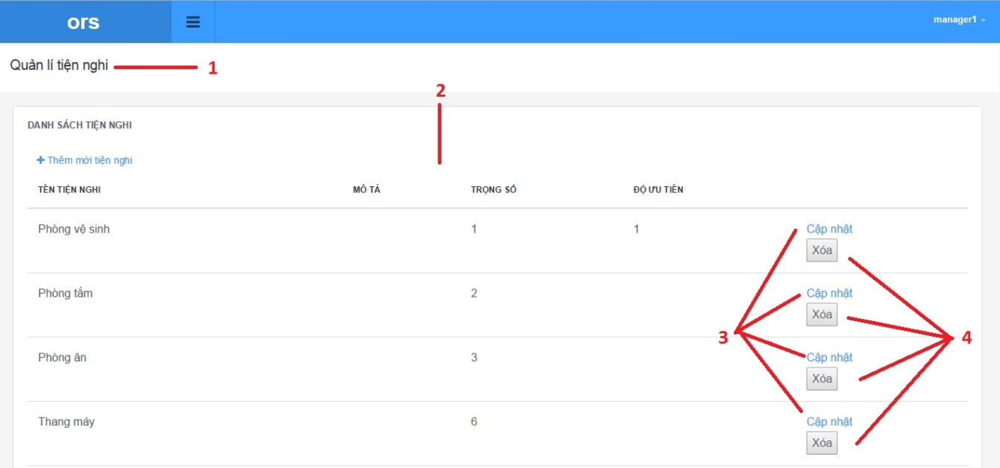 ors
manager1
Quản lí tiện nghi 1
2
DANH SÁCH TIỆN NGHI
Thêm mới tiện nghi
TÊN TIỆN NGHI MÔ TẢ TRỌNG SỐ ĐỘ ƯU TIÊN
Phòng vệ sinh 1 1 Cập nhật
Xóa
Phòng tắm 2 Cập nhật
Xóa
3 4
Phòng ăn 3 Cập nhật
Xóa
Thang máy 6 Cập nhật
Xóa